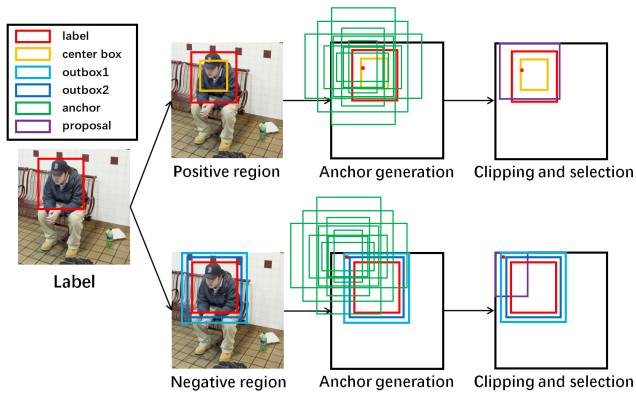 label
center box
outbox1
outbox2
anchor
proposal
Label
Positive region
Anchor generation
Clipping and selection
Negative region
Anchor generation
Clipping and selection